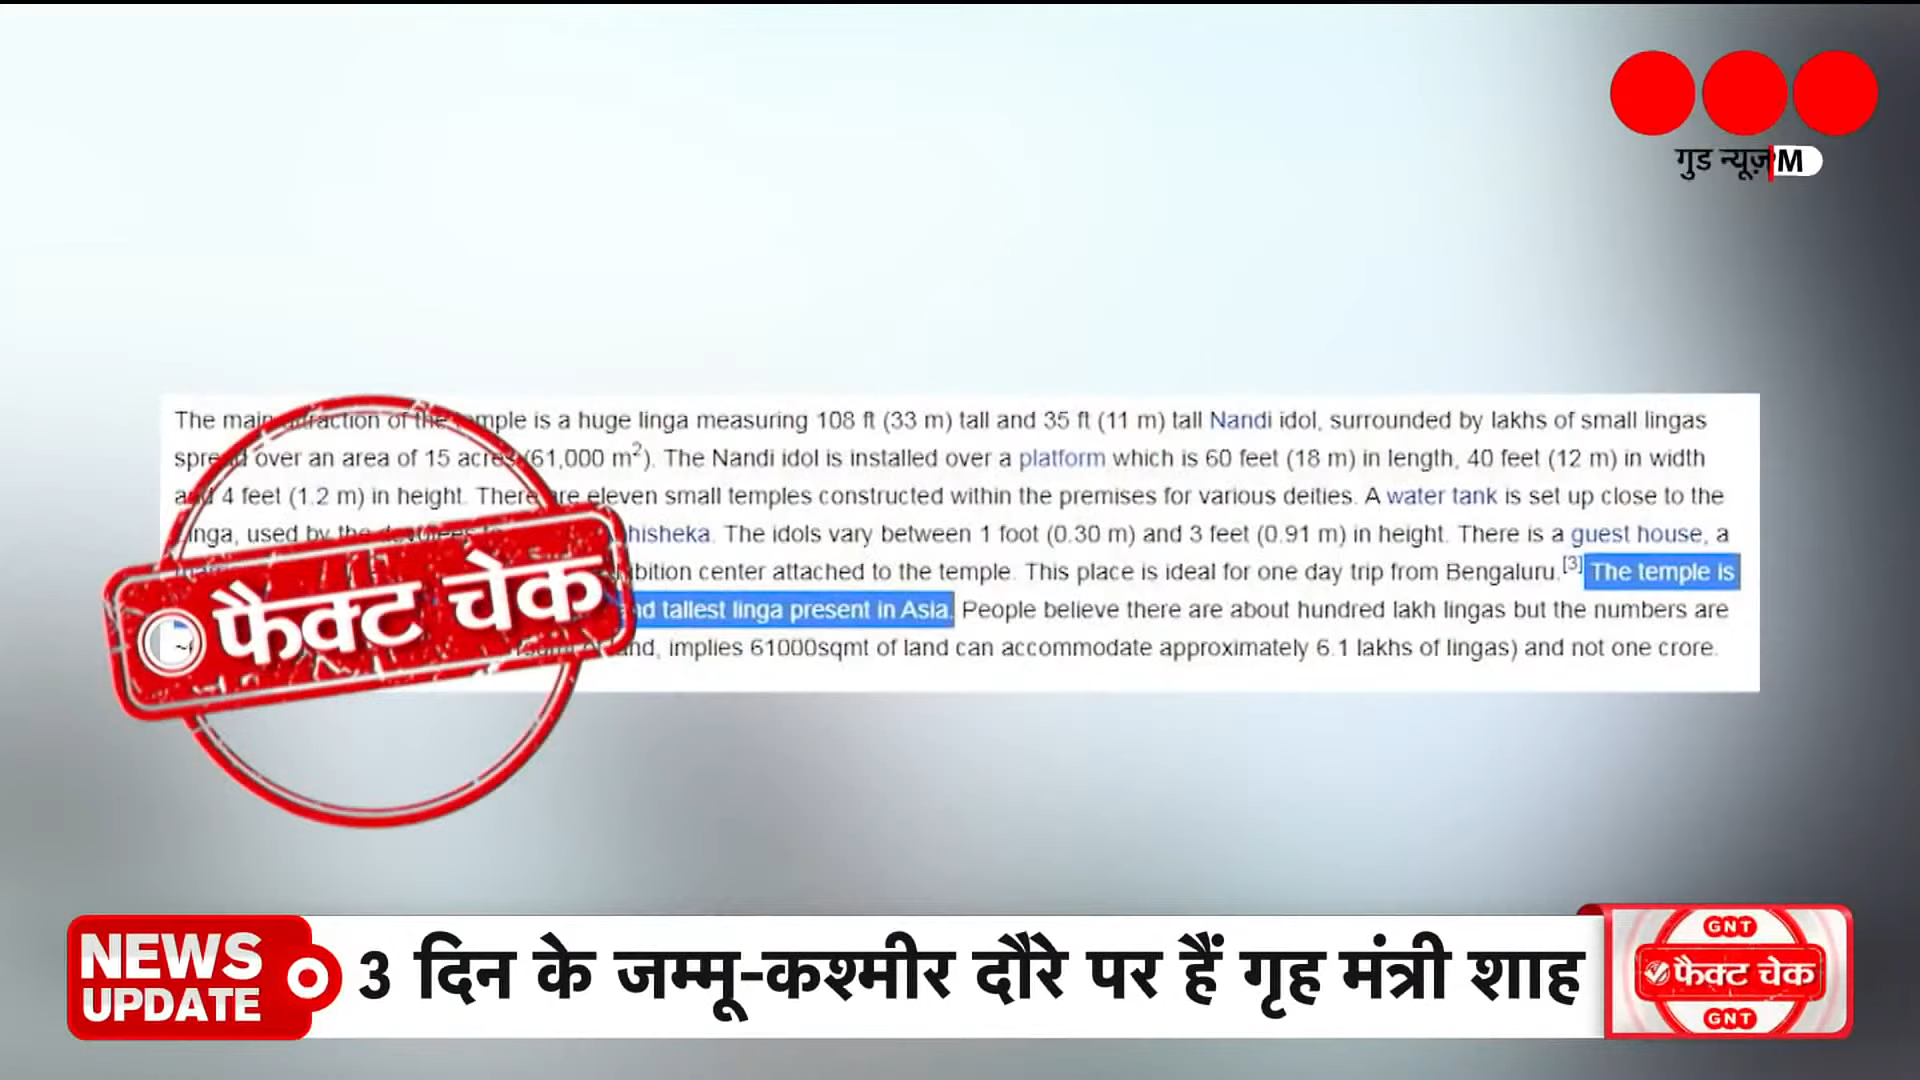 गुड न्यूज़
M
The main attraction of the temple is a huge linga measuring 108 ft (33 m) tall and 35 ft (11 m) tall Nandi idol, surrounded by lakhs of small lingas
spread over an area of 15 acres (61,000 m2). The Nandi idol is installed over a platform which is 60 feet (18 m) in length, 40 feet (12 m) in width
and 4 feet (1.2 m) in height. There are eleven small temples constructed within the premises for various deities. A water tank is set up close to the
linga, used by the devotees hisheka. The idols vary between 1 foot (0.30 m) and 3 feet (0.91 m) in height. There is a guest house, a
ibition center attached to the temple. This place is ideal for one day trip from Bengaluru.[3] The temple is
nd tallest linga present in Asia. People believe there are about hundred lakh lingas but the numbers are
nd, implies 61000sqmt of land can accommodate approximately 6.1 lakhs of lingas) and not one crore.
फैक्ट चेक
NEWS
UPDATE
3 दिन के जम्मू-कश्मीर दौरे पर हैं गृह मंत्री शाह
GNT
फैक्ट चेक
GNT